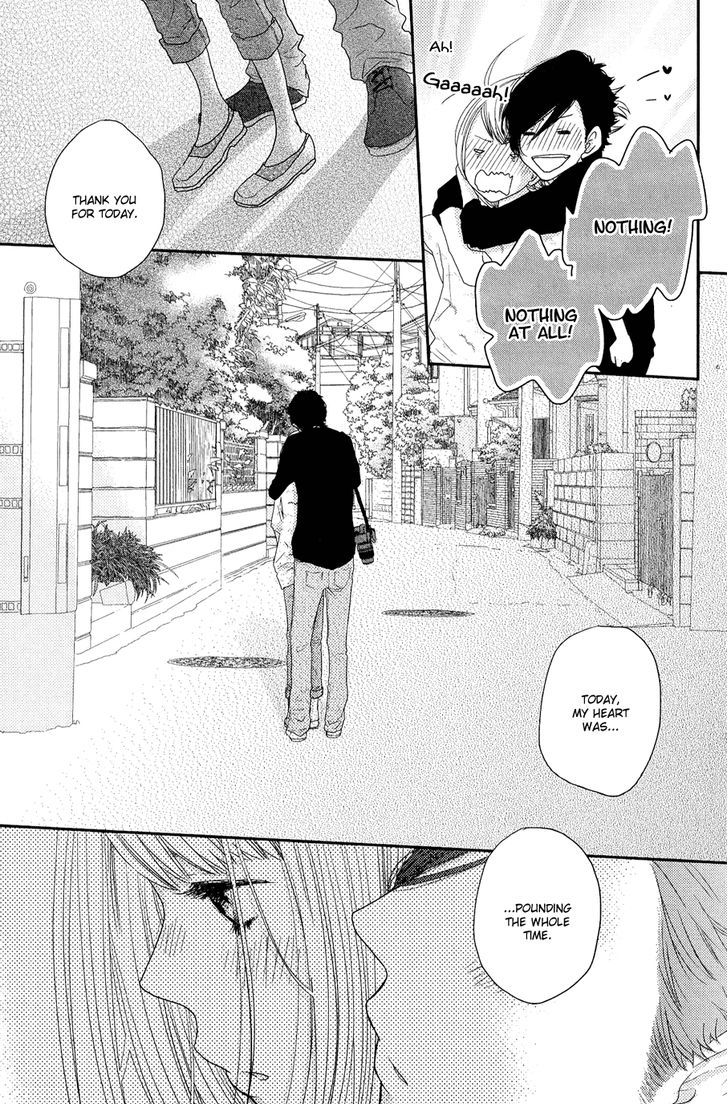 Ah!
Gaaaaah!
NOTHING!
NOTHING
AT ALL!
THANK YOU
FOR TODAY.
TODAY,
MY HEART
WAS...
...POUNDING
THE WHOLE
TIME.